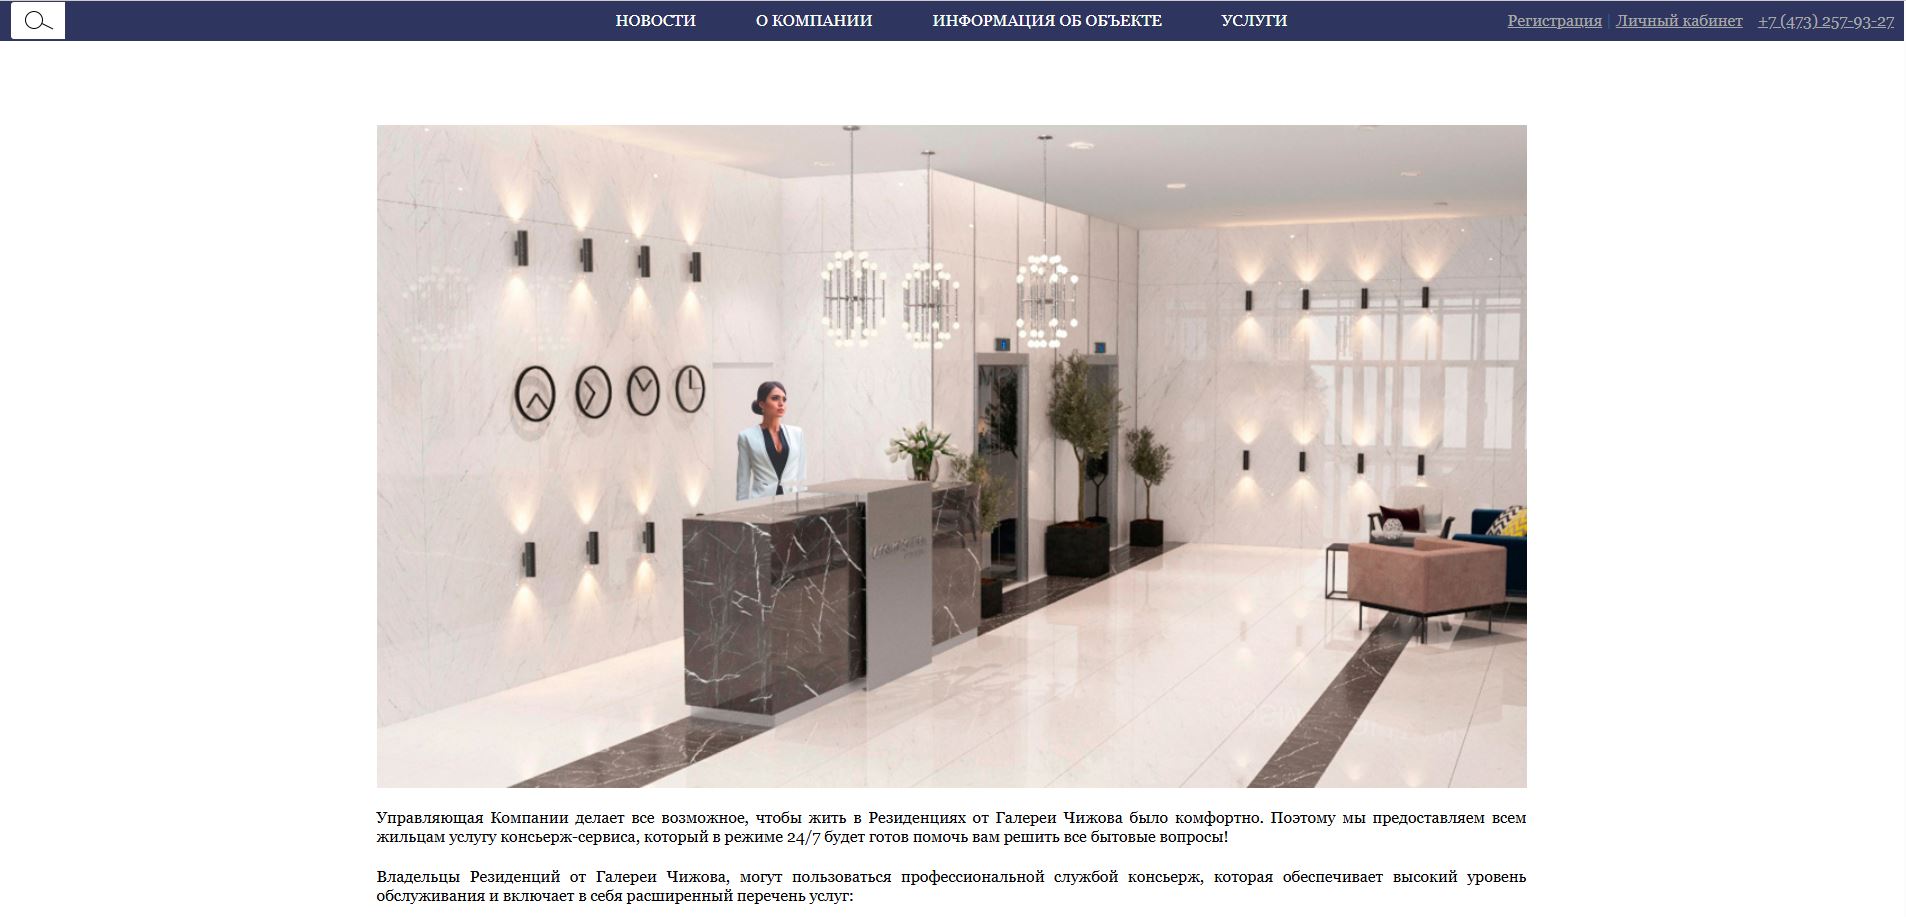 НОВОСТИ О КОМПАНИИ ИНФОРМАЦИЯ ОБ ОБЪЕКТЕ УСЛУГИ Регистрация | Личный кабинет +7 (473) 257-93-27
Управляющая Компании делает все возможное, чтобы жить в Резиденциях от Галереи Чижова было комфортно. Поэтому мы предоставляем всем
жильцам услугу консьерж-сервиса, который в режиме 24/7 будет готов помочь вам решить все бытовые вопросы!
Владельцы Резиденций от Галереи Чижова, могут пользоваться профессиональной службой консьерж, которая обеспечивает высокий уровень
обслуживания и включает в себя расширенный перечень услуг: